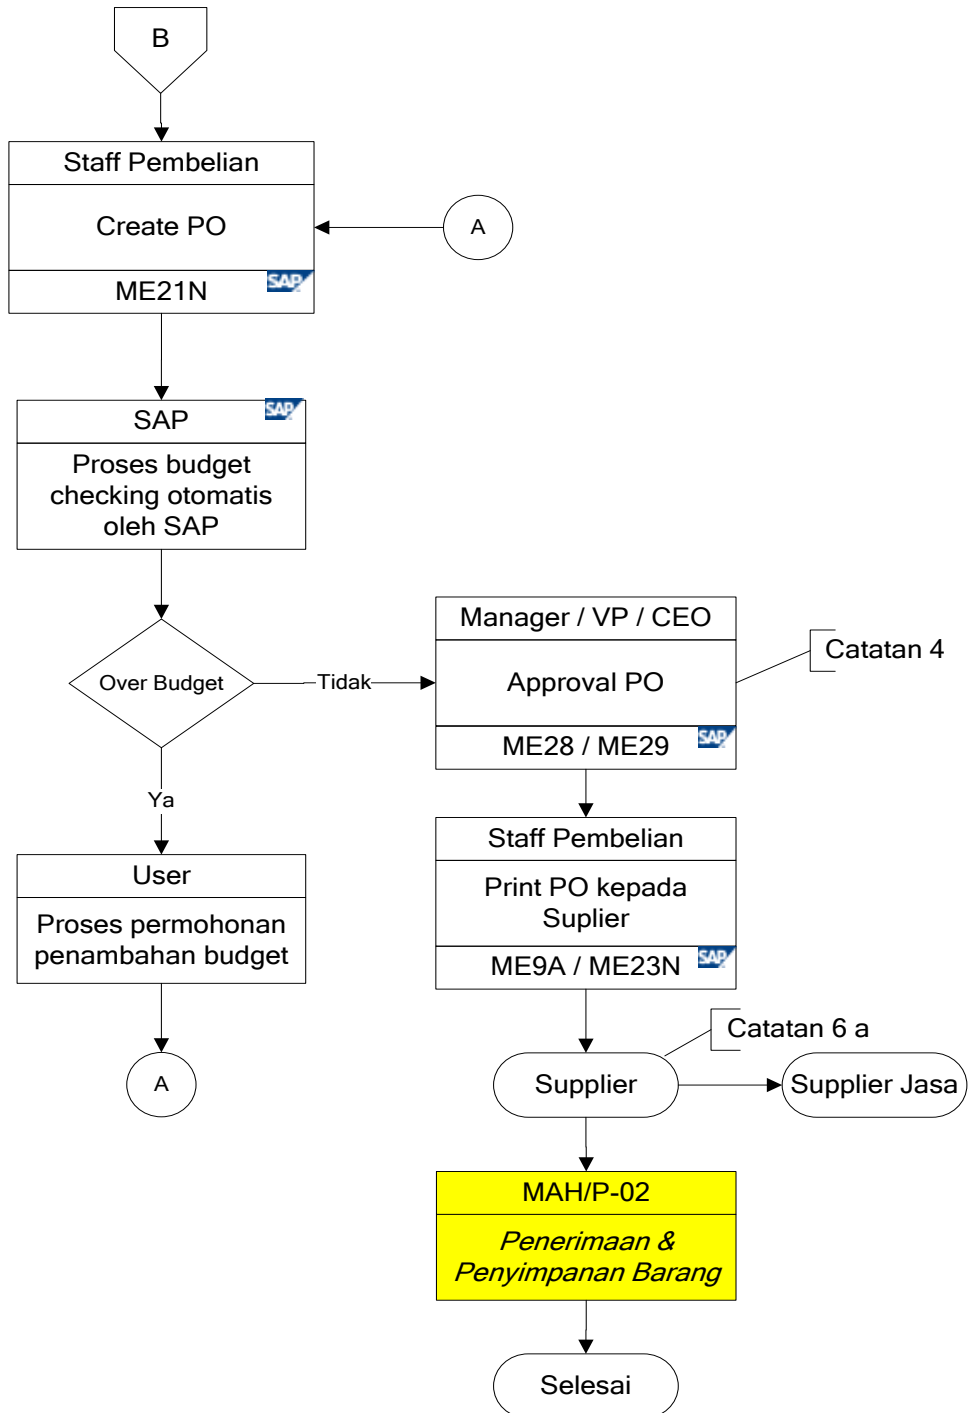 B
Staff Pembelian
Create PO
A
ME21N
SAP
SAP
SAP
Proses budget
checking otomatis
oleh SAP
Over Budget
Tidak
Manager / VP / CEO
Approval PO
Catatan 4
ME28 / ME29
SAP
Ya
User
Proses permohonan
penambahan budget
A
Staff Pembelian
Print PO kepada
Suplier
ME9A / ME23N
SAP
Catatan 6 a
Supplier
Supplier Jasa
MAH/P-02
Penerimaan &
Penyimpanan Barang
Selesai